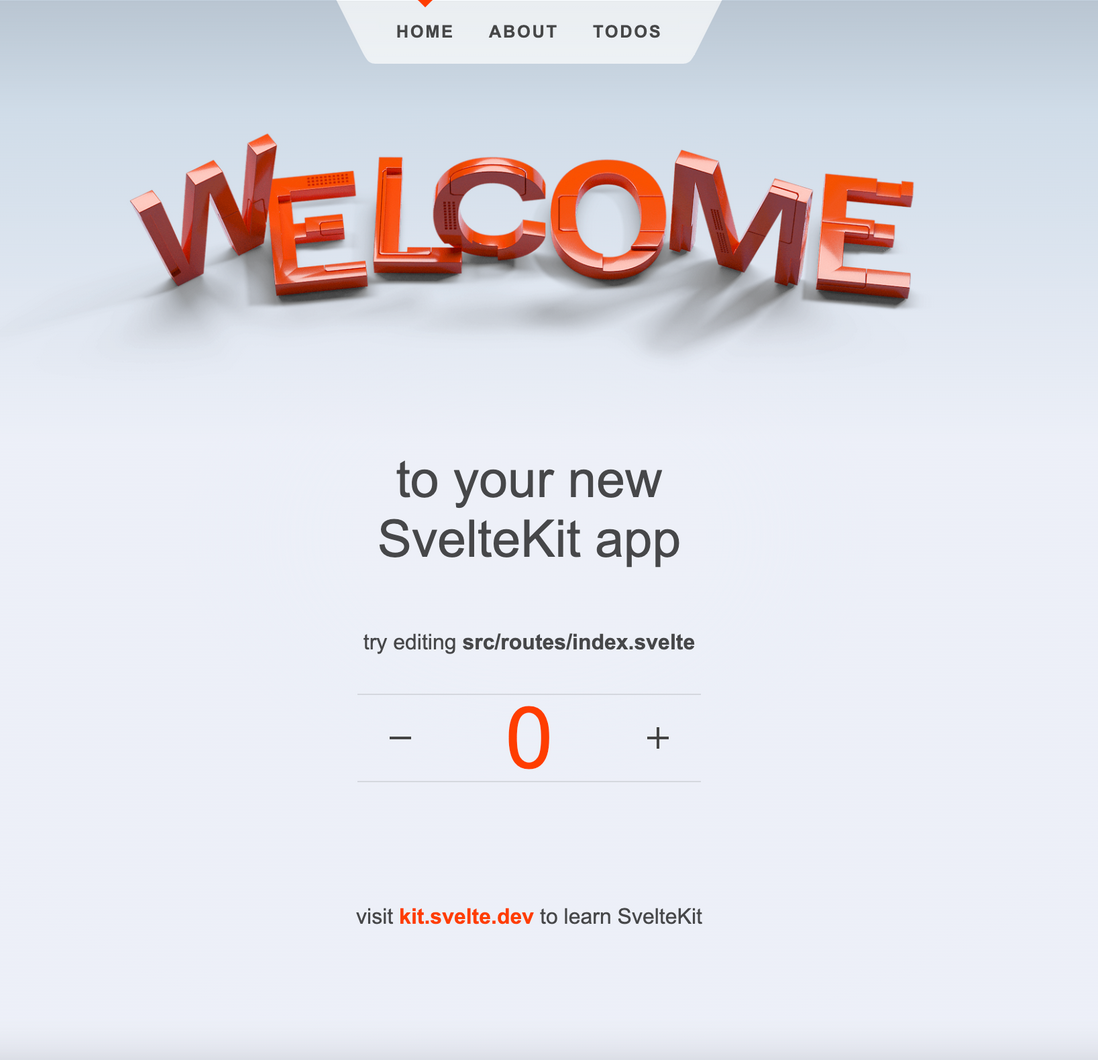 HOME ABOUT TODOS
WELCOME
to your new
SvelteKit app
try editing src/routes/index.svelte
− 0 +
visit kit.svelte.dev to learn SvelteKit